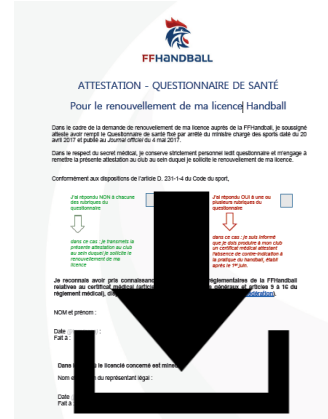 FFHANDBALL
ATTESTATION - QUESTIONNAIRE DE SANTÉ
Pour le renouvellement de ma licence Handball
Dans le cadre de la demande de renouvellement de ma licence auprès de la FFHandball, je soussigné
atteste avoir rempli le Questionnaire de santé fixé par arrêté du ministre chargé des sports daté du 20
avril 2017 et publié au Journal officiel du 4 mai 2017.
Dans le respect du secret médical, je conserve strictement personnel ledit questionnaire et m'engage à
remettre la présente attestation au club au sein duquel je sollicite le renouvellement de ma licence.
Conformément aux dispositions de l'article D. 231-1-4 du Code du sport,
J'ai répondu NON à chacune
des rubriques du
questionnaire
dans ce cas : je transmets la
présente attestation au club
au sein duquel je sollicite le
renouvellement de ma
licence
J'ai répondu OUI à une ou
plusieurs rubriques du
questionnaire
dans ce cas : je suis informé
que je dois produire à mon club
un certificat médical attestant
l'absence de contre-indication à
la pratique du handball, établi
après le 1er juin.
Je reconnais avoir pris connaissance réglementaires de la FFHandball
relatives au certificat médical (article généraux et articles 9 à 16 du
règlement médical),
NOM et prénom :
Date
Fait à :
Dans le licencié concerné est mineur
Nom du représentant légal :
Date
Fait à